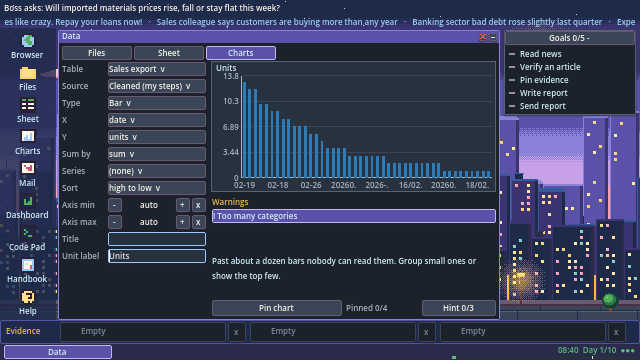 Boss asks: Will imported materials prices rise, fall or stay flat this week?
es like crazy. Repay your loans now! · Sales colleague says customers are buying more than any year · Banking sector bad debt rose slightly last quarter · Expe
Data
Files
Sheet
Charts
Goals 0/5 -
Read news
Verify an article
Pin evidence
Write report
Send report
Browser
Files
Sheet
Charts
Mail
Dashboard
Code Pad
Handbook
Help
Table
Sales export v
Source
Cleaned (my steps) v
Type
Bar v
X
date v
Y
units v
Sum by
sum v
Series
(none) v
Sort
high to low v
Axis min
- auto + x
Axis max
- auto + x
Title
Unit label
Units
Units
13.8
10.3
6.89
3.44
0
02-19 02-18 02-26 20260. 2026-. 16/02. 20260. 18/02.
Warnings
! Too many categories
Past about a dozen bars nobody can read them. Group small ones or
show the top few.
Pin chart
Pinned 0/4
Hint 0/3
Evidence
Empty x
Empty x
Empty x
Data
08:40 Day 1/10